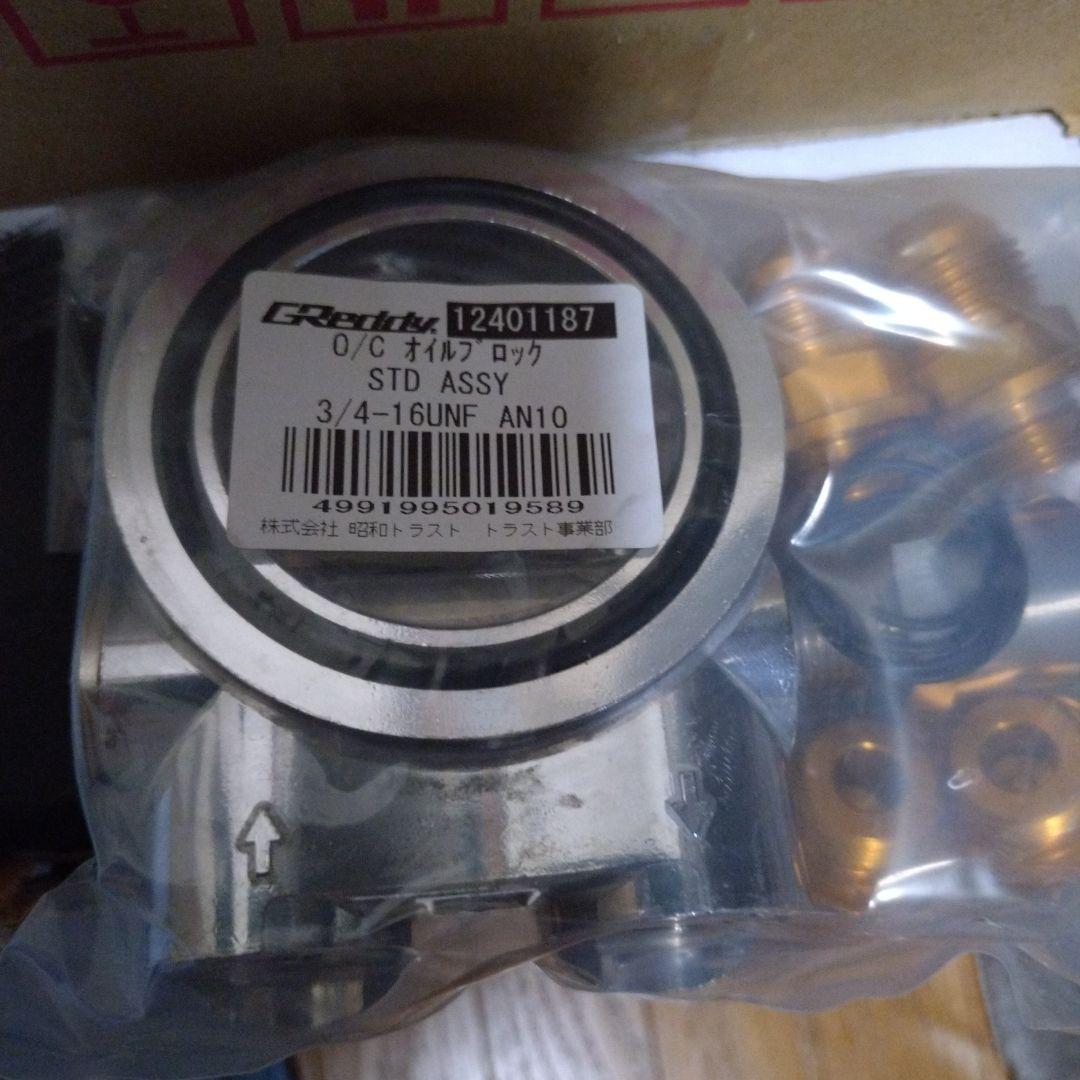 GReddy. 12401187
O/C オイルブロック
STD ASSY
3/4-16UNF AN10
4991995019589
株式会社 昭和トラスト トラスト事業部